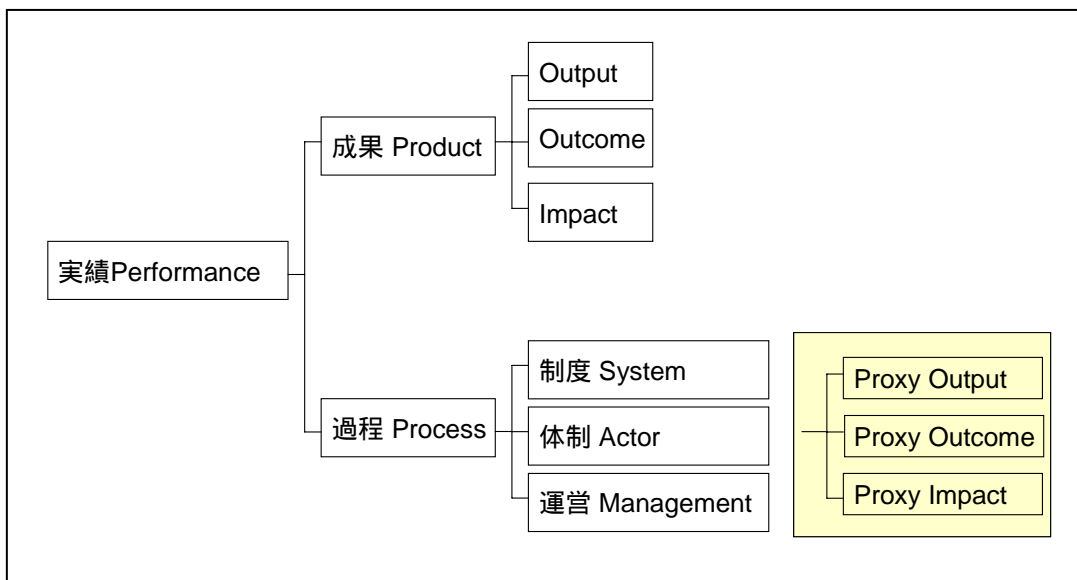 実績Performance
成果 Product
Output
Outcome
Impact
過程 Process
制度 System
体制 Actor
運営 Management
Proxy Output
Proxy Outcome
Proxy Impact